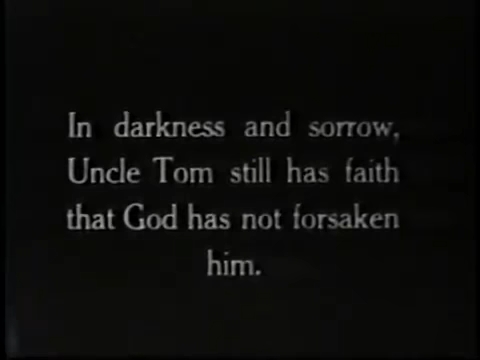 In darkness and sorrow,
Uncle Tom still has faith
that God has not forsaken
him.